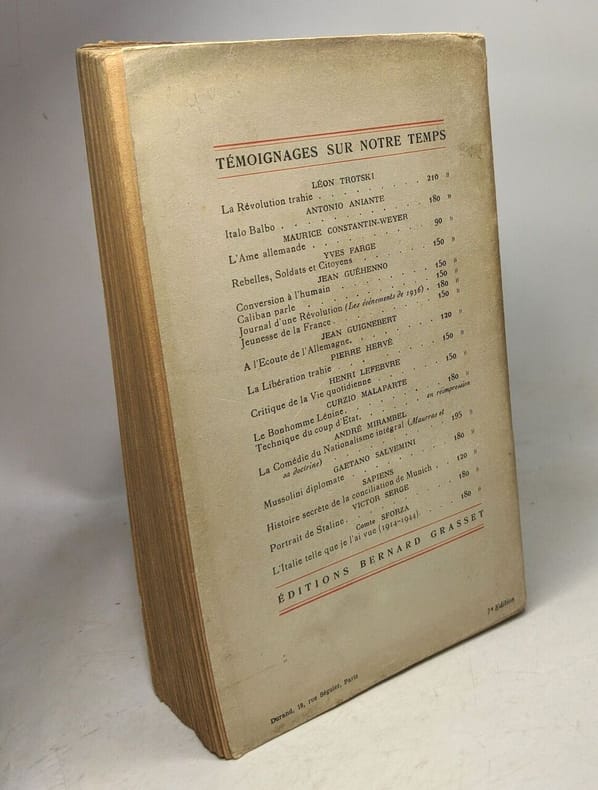 TÉMOIGNAGES SUR NOTRE TEMPS
LÉON TROTSKI
La Révolution trahie . . . . . . . 210 »
ANTONIO ANIANTE
Italo Balbo . . . . . . . . . 180 »
MAURICE CONSTANTIN-WEYER
L'Ame allemande . . . . . . . 90 »
YVES FARGE
Rebelles, Soldats et Citoyens . . . . . 150 »
JEAN GUÉHENNO
Conversion à l'humain . . . . . . 150 »
Caliban parle . . . . . . . . 150 »
Journal d'une Révolution (Les événements de 1936) . 180 »
Jeunesse de la France . . . . . . 150 »
JEAN GUIGNEBERT
A l'Ecoute de l'Allemagne. . . . . . 120 »
PIERRE HERVÉ
La Libération trahie . . . . . . . 150 »
HENRI LEFEBVRE
Critique de la Vie quotidienne . . . . . 150 »
CURZIO MALAPARTE
Le Bonhomme Lénine. . . . . . . 180 »
Technique du coup d'Etat. . . . . en réimpression
ANDRÉ MIRAMBEL
La Comédie du Nationalisme intégral (Maurras et
sa doctrine) . . . . . . . . 195 »
GAETANO SALVEMINI
Mussolini diplomate . . . . . . . 180 »
SAPIENS
Histoire secrète de la conciliation de Munich . . 120 »
VICTOR SERGE
Portrait de Staline . . . . . . . 180 »
Comte SFORZA
L'Italie telle que je l'ai vue (1914-1944) . . . 180 »
ÉDITIONS BERNARD GRASSET
7e Edition
Durand, 18, rue Séguier, Paris